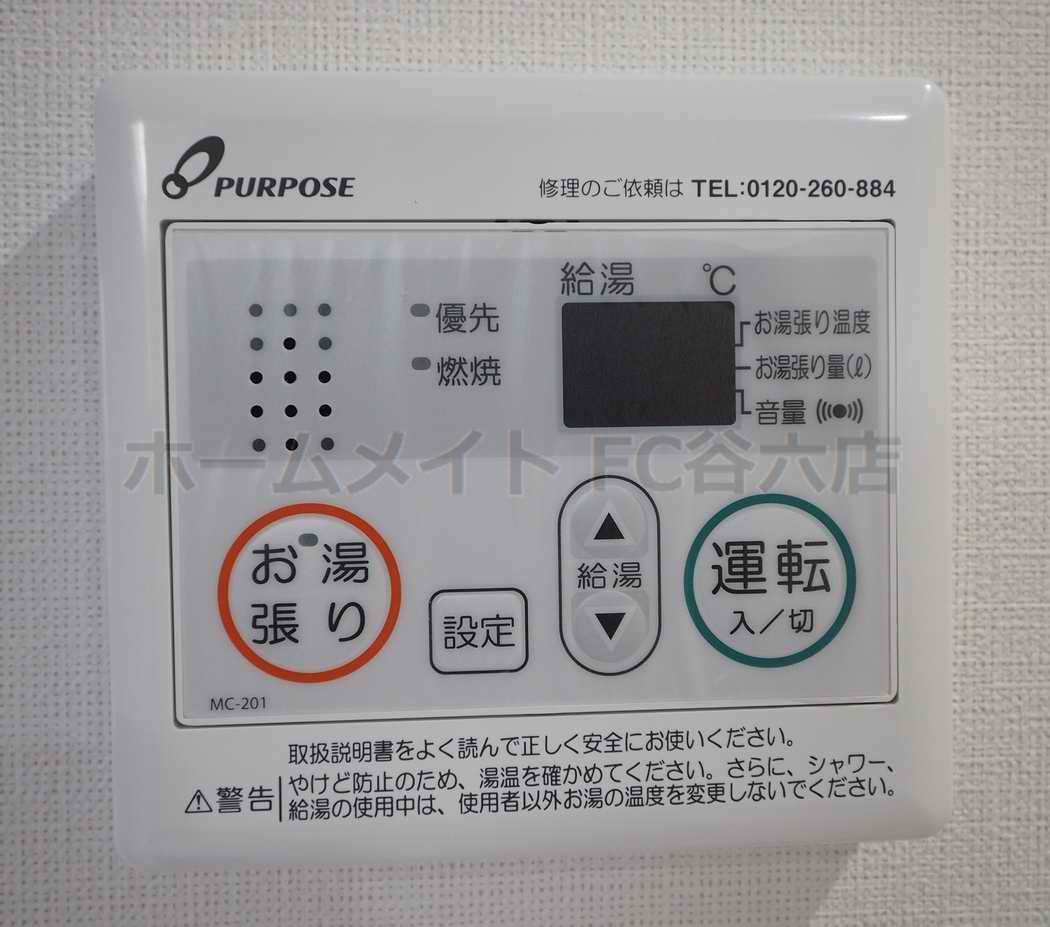 PURPOSE
修理のご依頼は TEL:0120-260-884
給湯 ℃
優先
お湯張り温度
燃焼
お湯張り量(ℓ)
音量
ホームメイト FC谷六店
お湯
張り
設定
▲
給湯
▼
運転
入/切
MC-201
取扱説明書をよく読んで正しく安全にお使いください。
⚠警告
やけど防止のため、湯温を確かめてください。さらに、シャワー、
給湯の使用中は、使用者以外お湯の温度を変更しないでください。